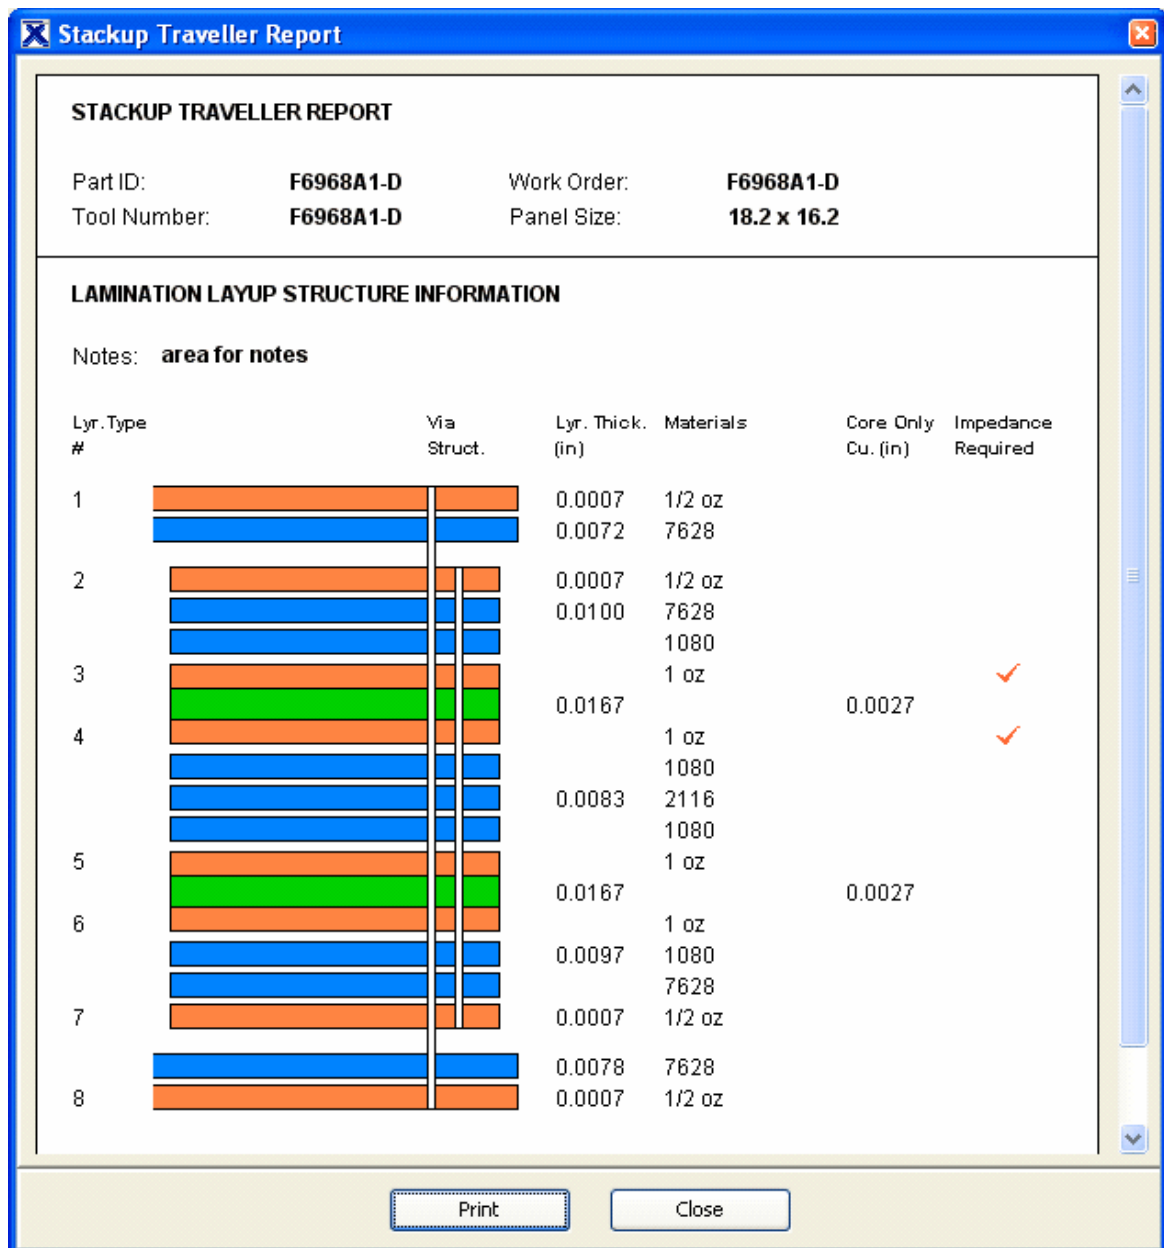 Stackup Traveller Report
STACKUP TRAVELLER REPORT
Part ID: F6968A1-D Work Order: F6968A1-D
Tool Number: F6968A1-D Panel Size: 18.2 x 16.2
LAMINATION LAYUP STRUCTURE INFORMATION
Notes: area for notes
Lyr.Type Via Lyr. Thick. Materials Core Only Impedance
# Struct. (in) Cu. (in) Required
1 0.0007 1/2 oz
0.0072 7628
2 0.0007 1/2 oz
0.0100 7628
1080
3 1 oz
0.0167 0.0027
4 1 oz
1080
0.0083 2116
1080
5 1 oz
0.0167 0.0027
6 1 oz
0.0097 1080
7628
7 0.0007 1/2 oz
0.0078 7628
8 0.0007 1/2 oz
Print Close